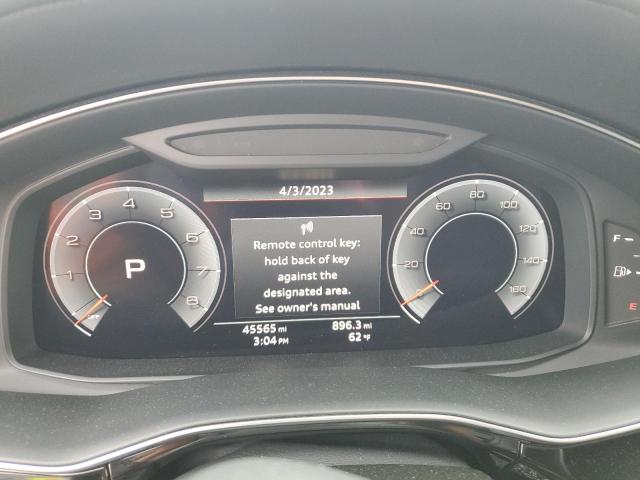 4/3/2023
Remote control key:
hold back of key
against the
designated area.
See owner's manual
1 2 3 4 5 6 7 8
OFF
P
0 20 40 60 80 100 120 140 160
F
E
45565 mi 896.3 mi
3:04 PM 62 °F